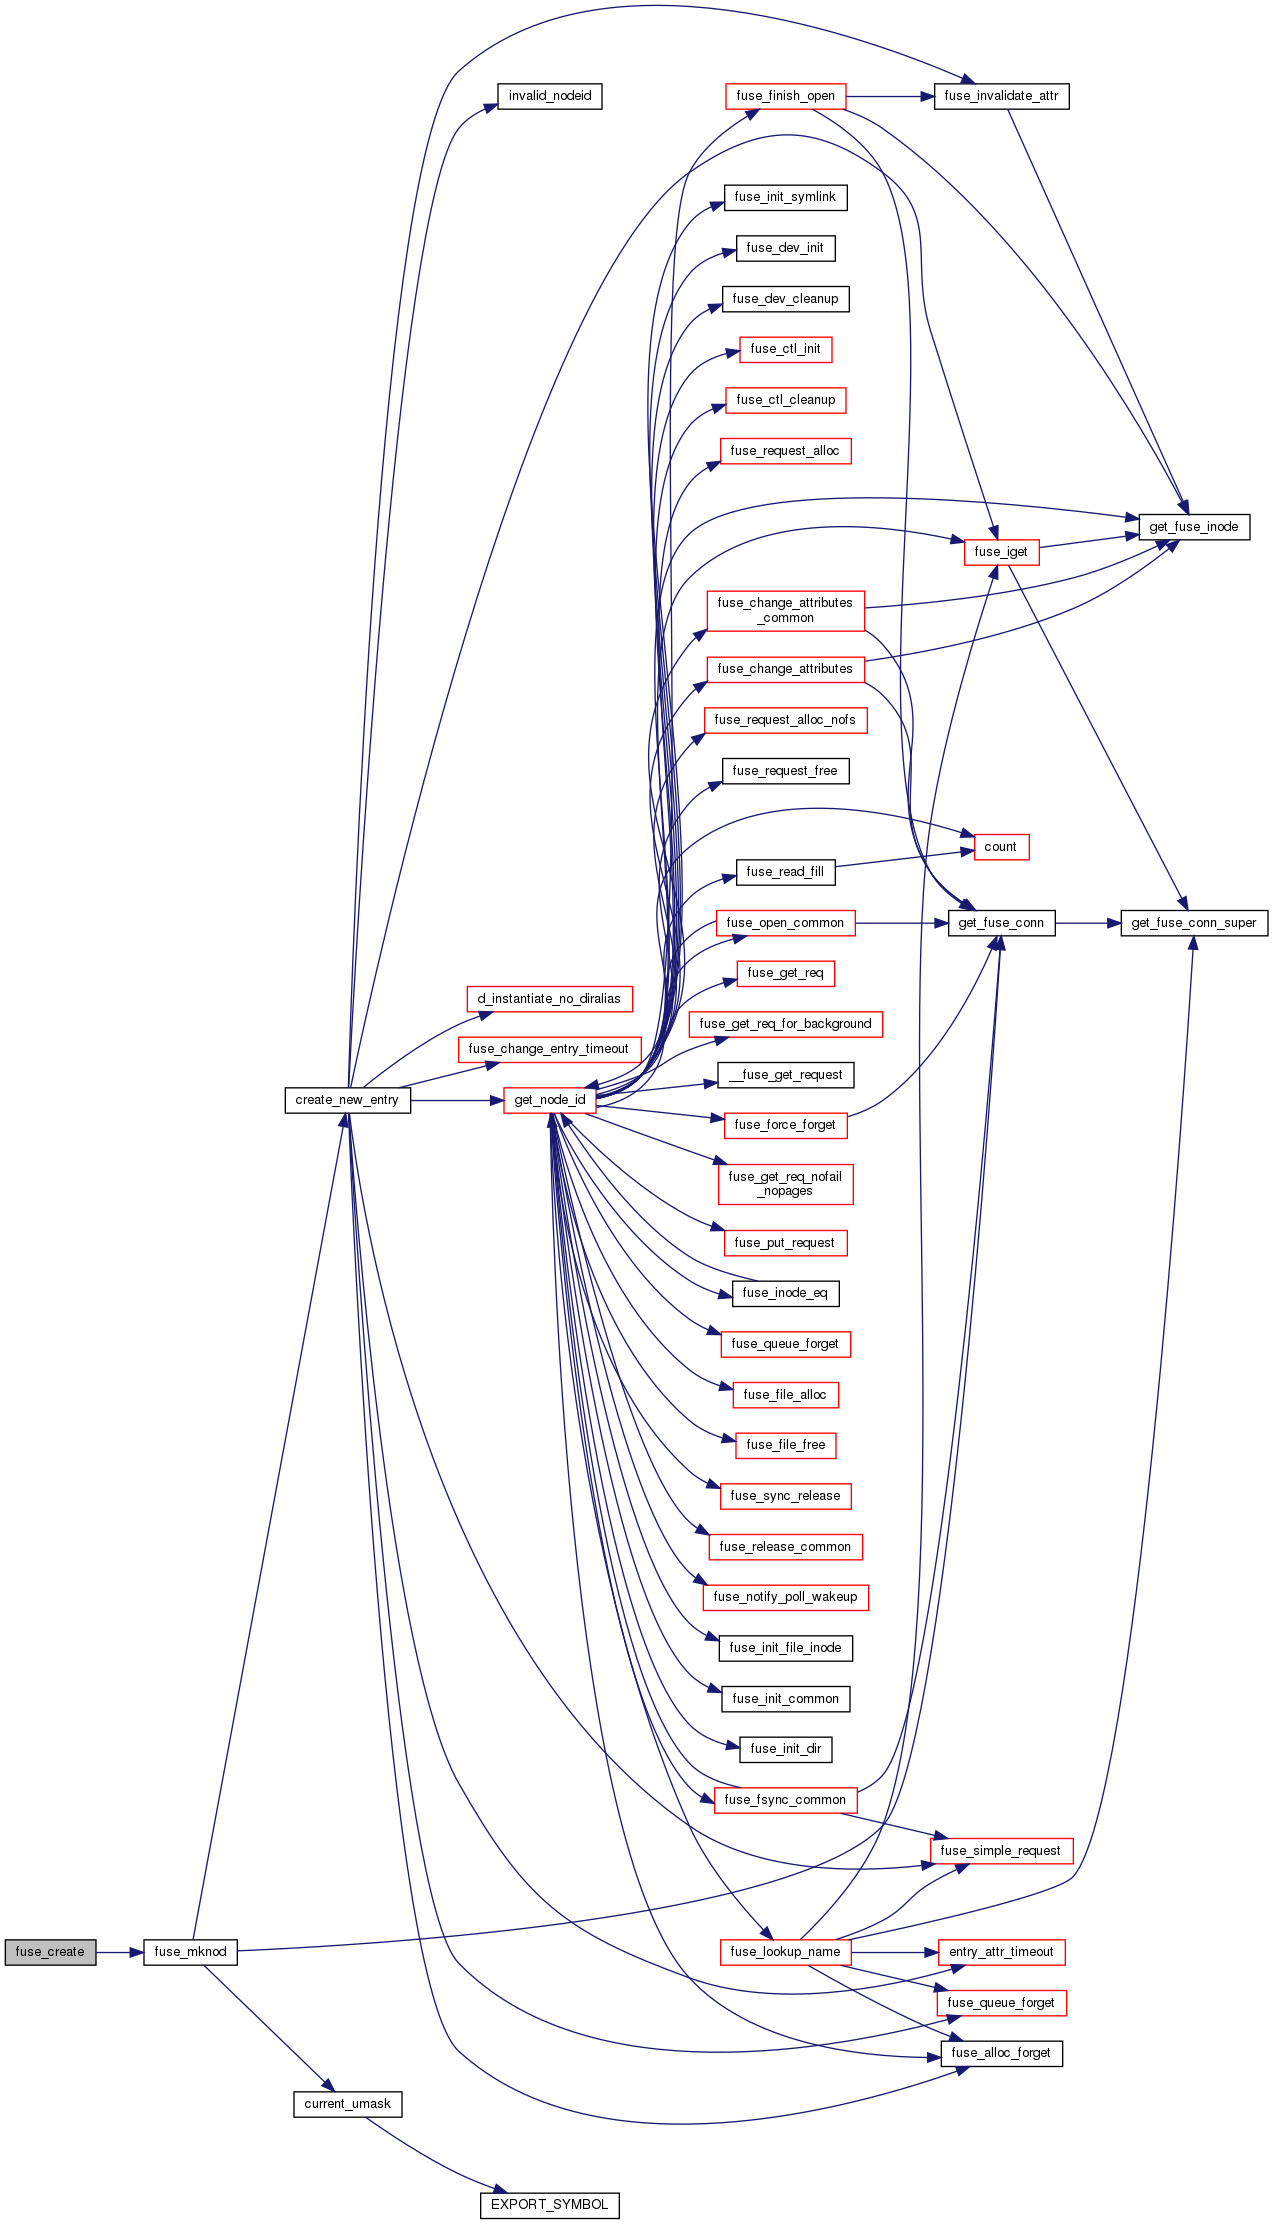 invalid_nodeid
fuse_finish_open
fuse_invalidate_attr
fuse_init_symlink
fuse_dev_init
fuse_dev_cleanup
fuse_ctl_init
fuse_ctl_cleanup
fuse_request_alloc
get_fuse_inode
fuse_iget
fuse_change_attributes
_common
fuse_change_attributes
fuse_request_alloc_nofs
fuse_request_free
count
fuse_read_fill
fuse_open_common
get_fuse_conn
get_fuse_conn_super
fuse_get_req
d_instantiate_no_diralias
fuse_get_req_for_background
fuse_change_entry_timeout
__fuse_get_request
create_new_entry
get_node_id
fuse_force_forget
fuse_get_req_nofail
_nopages
fuse_put_request
fuse_inode_eq
fuse_queue_forget
fuse_file_alloc
fuse_file_free
fuse_sync_release
fuse_release_common
fuse_notify_poll_wakeup
fuse_init_file_inode
fuse_init_common
fuse_init_dir
fuse_fsync_common
fuse_simple_request
fuse_create
fuse_mknod
fuse_lookup_name
entry_attr_timeout
fuse_queue_forget
fuse_alloc_forget
current_umask
EXPORT_SYMBOL